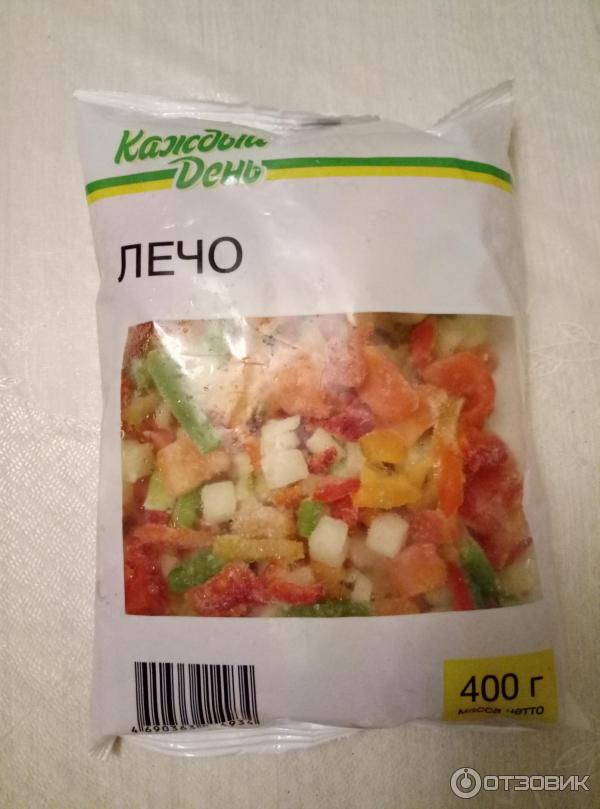 Каждый
День
ЛЕЧО
400 г
масса нетто
ОТЗОВИК